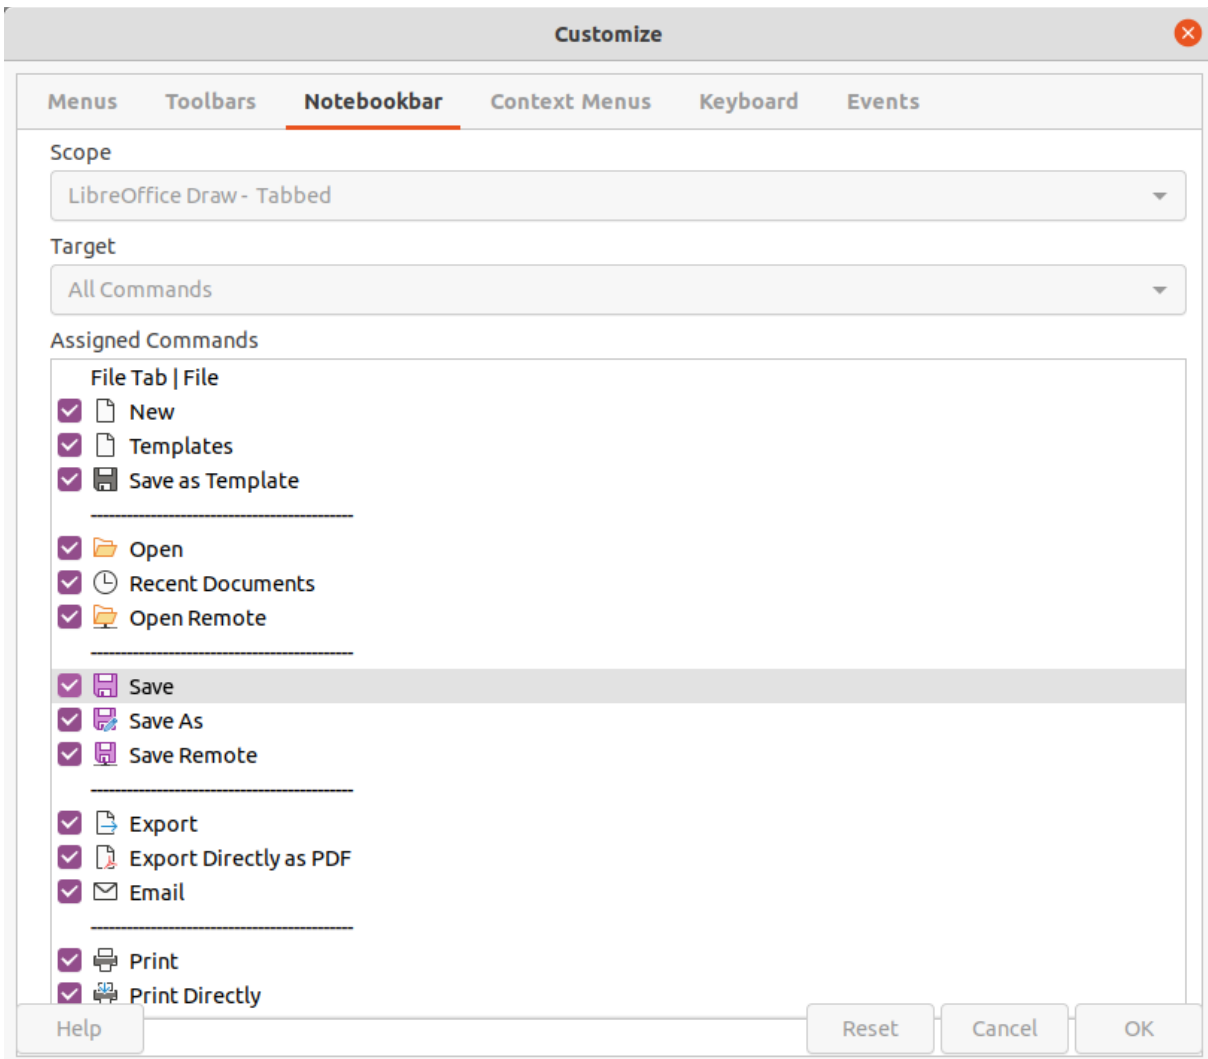 Customize
Menus Toolbars Notebookbar Context Menus Keyboard Events
Scope
LibreOffice Draw - Tabbed
Target
All Commands
Assigned Commands
File Tab | File
New
Templates
Save as Template
--------------------------------------------
Open
Recent Documents
Open Remote
--------------------------------------------
Save
Save As
Save Remote
--------------------------------------------
Export
Export Directly as PDF
Email
--------------------------------------------
Print
Print Directly
Help Reset Cancel OK